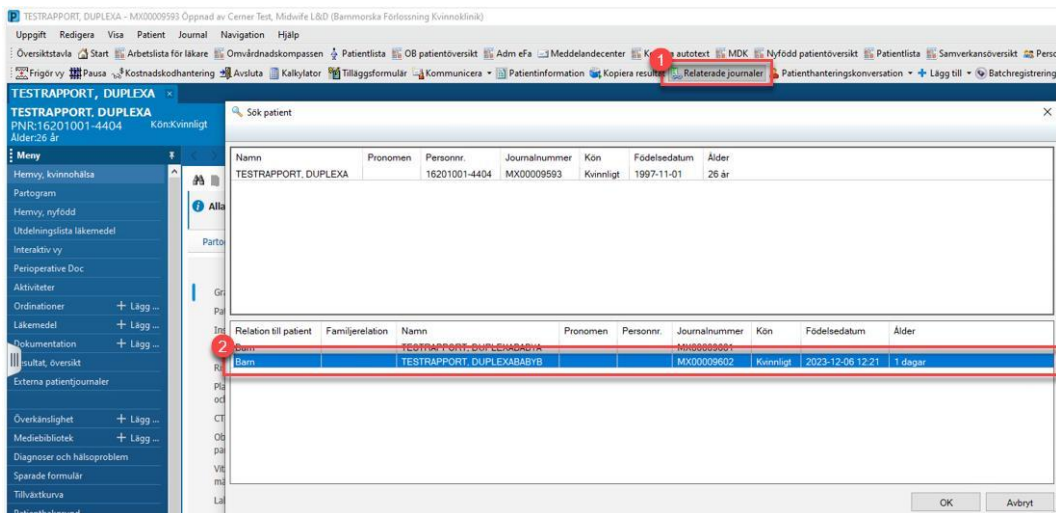 TESTRAPPORT, DUPLEXA - MX00009593 Öppnad av Cerner Test, Midwife L&D (Barnmorska Förlossning Kvinnoklinik)
Uppgift Redigera Visa Patient Journal Navigation Hjälp
Översiktstavla Start Arbetslista för läkare Omvårdnadskompassen Patientlista OB patientöversikt Adm eFa Meddelandecenter autotext MDK Nyfödd patientöversikt Patientlista Samverkansöversikt
Frigör vy Pausa Kostnadskodhantering Avsluta Kalkylator Tilläggsformulär Kommunicera Patientinformation Kopiera resultat Relaterade journaler Patienthanteringskonversation Lägg till Batchregistrering
1
TESTRAPPORT, DUPLEXA
TESTRAPPORT, DUPLEXA
PNR:16201001-4404 Kön:Kvinnligt
Ålder:26 år
Sök patient
Meny
Namn Pronomen Personnr. Journalnummer Kön Födelsedatum Ålder
TESTRAPPORT, DUPLEXA 16201001-4404 MX00009593 Kvinnligt 1997-11-01 26 år
Hemvy, kvinnohälsa
Partogram
Hemvy, nyfödd
Utdelningslista läkemedel
Interaktiv vy
Perioperative Doc
Aktiviteter
Ordinationer + Lägg ...
Läkemedel + Lägg ...
Dokumentation + Lägg ...
Externa patientjournaler
Överkänslighet + Lägg ...
Mediebibliotek + Lägg ...
Diagnoser och hälsoproblem
Sparade formulär
Tillväxtkurva
Relation till patient Familjerelation Namn Pronomen Personnr. Journalnummer Kön Födelsedatum Ålder
2
Barn TESTRAPPORT, DUPLEXABABYA MX00009601
Barn TESTRAPPORT, DUPLEXABABYB MX00009602 Kvinnligt 2023-12-06 12:21 1 dagar
OK Avbryt